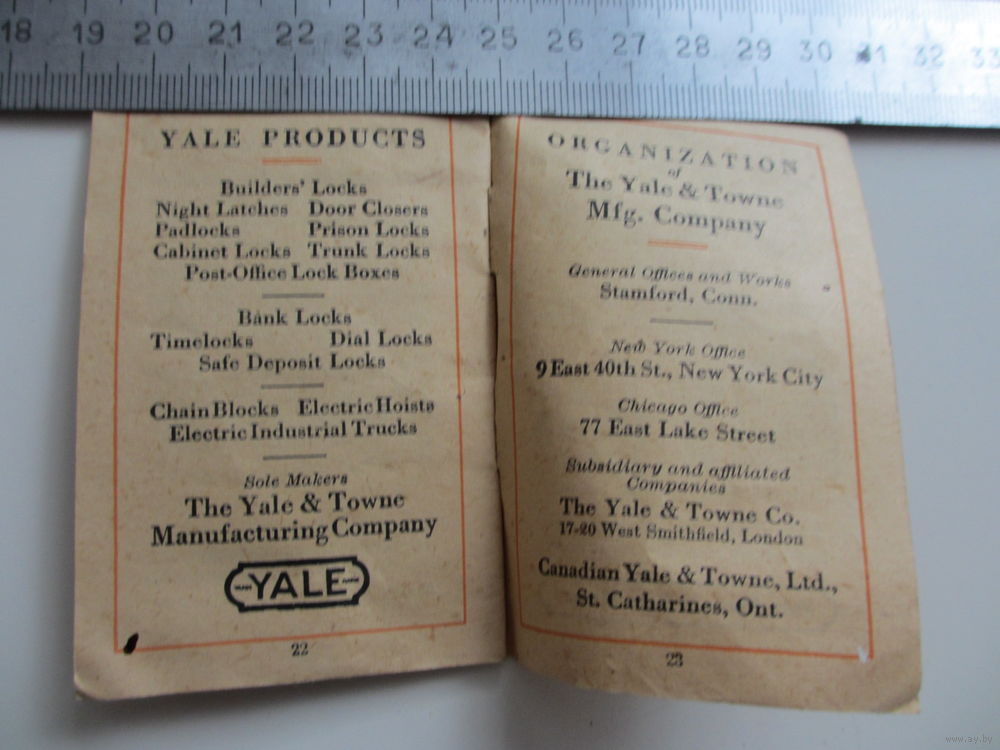 18 19 20 21 22 23 24 25 26 27 28 29 30 31 32 33
YALE PRODUCTS
Builders' Locks
Night Latches Door Closers
Padlocks Prison Locks
Cabinet Locks Trunk Locks
Post-Office Lock Boxes
Bank Locks
Timelocks Dial Locks
Safe Deposit Locks
Chain Blocks Electric Hoists
Electric Industrial Trucks
Sole Makers
The Yale & Towne
Manufacturing Company
YALE
22
ORGANIZATION
of
The Yale & Towne
Mfg. Company
General Offices and Works
Stamford, Conn.
New York Office
9 East 40th St., New York City
Chicago Office
77 East Lake Street
Subsidiary and affiliated
Companies
The Yale & Towne Co.
17-20 West Smithfield, London
Canadian Yale & Towne, Ltd.,
St. Catharines, Ont.
23
www.ay.by